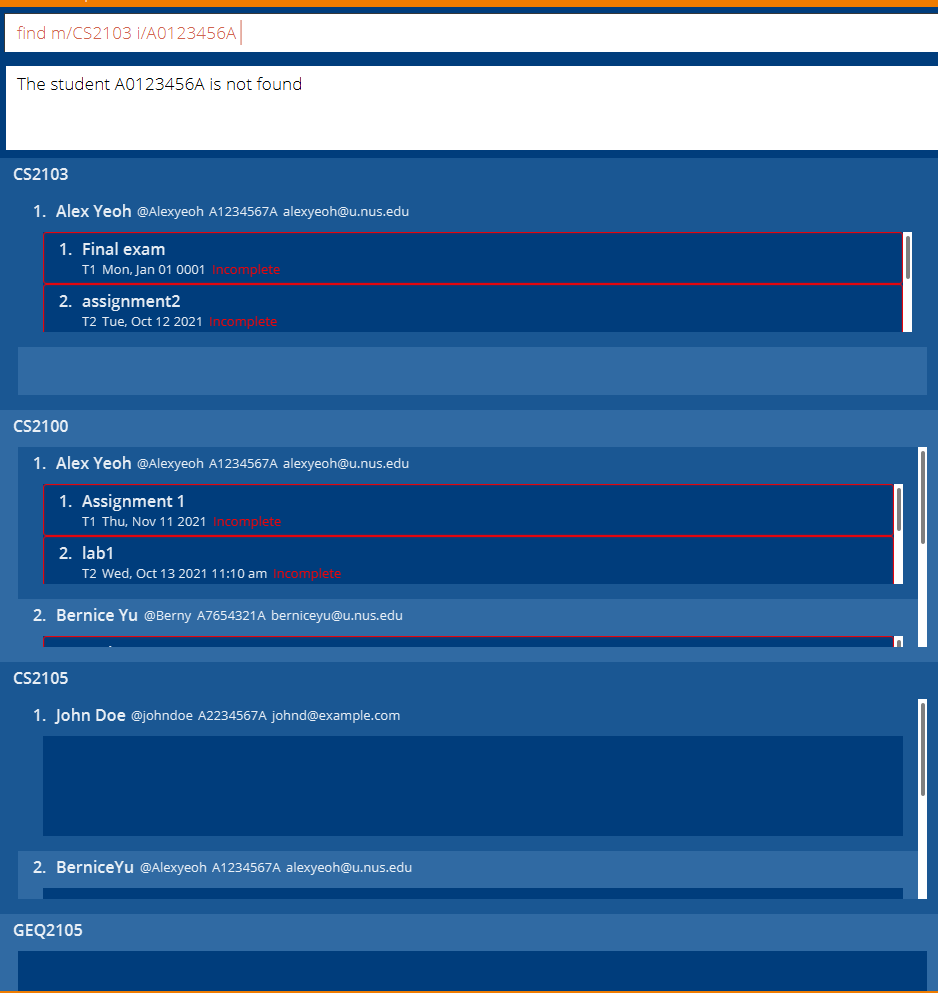 find m/CS2103 i/A0123456A
The student A0123456A is not found
CS2103
1. Alex Yeoh @Alexyeoh A1234567A alexyeoh@u.nus.edu
1. Final exam
T1 Mon, Jan 01 0001 Incomplete
2. assignment2
T2 Tue, Oct 12 2021 Incomplete
CS2100
1. Alex Yeoh @Alexyeoh A1234567A alexyeoh@u.nus.edu
1. Assignment 1
T1 Thu, Nov 11 2021 Incomplete
2. lab1
T2 Wed, Oct 13 2021 11:10 am Incomplete
2. Bernice Yu @Berny A7654321A berniceyu@u.nus.edu
CS2105
1. John Doe @johndoe A2234567A johnd@example.com
2. BerniceYu @Alexyeoh A1234567A alexyeoh@u.nus.edu
GEQ2105